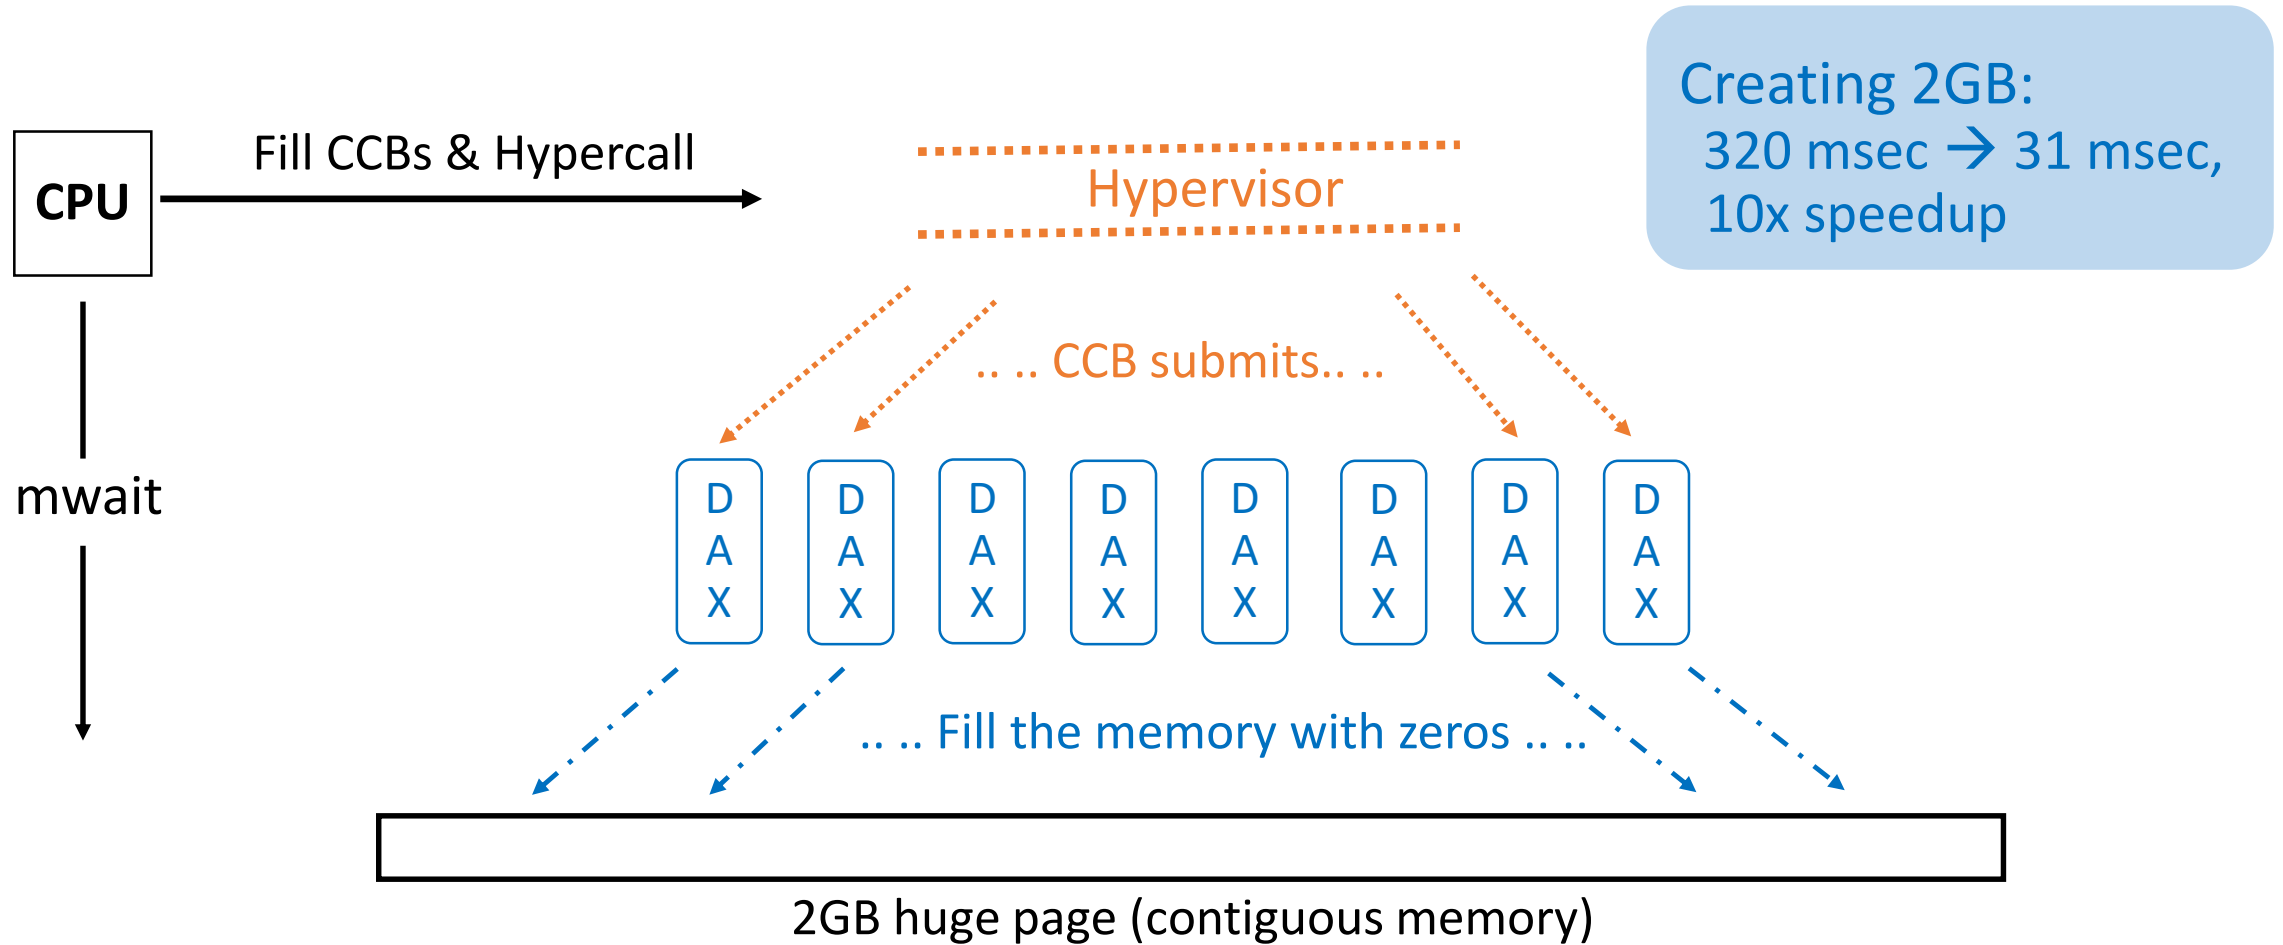 Creating 2GB:
320 msec → 31 msec,
10x speedup
Fill CCBs & Hypercall
CPU
Hypervisor
.. .. CCB submits.. ..
mwait
D A X
D A X
D A X
D A X
D A X
D A X
D A X
D A X
.. .. Fill the memory with zeros .. ..
2GB huge page (contiguous memory)